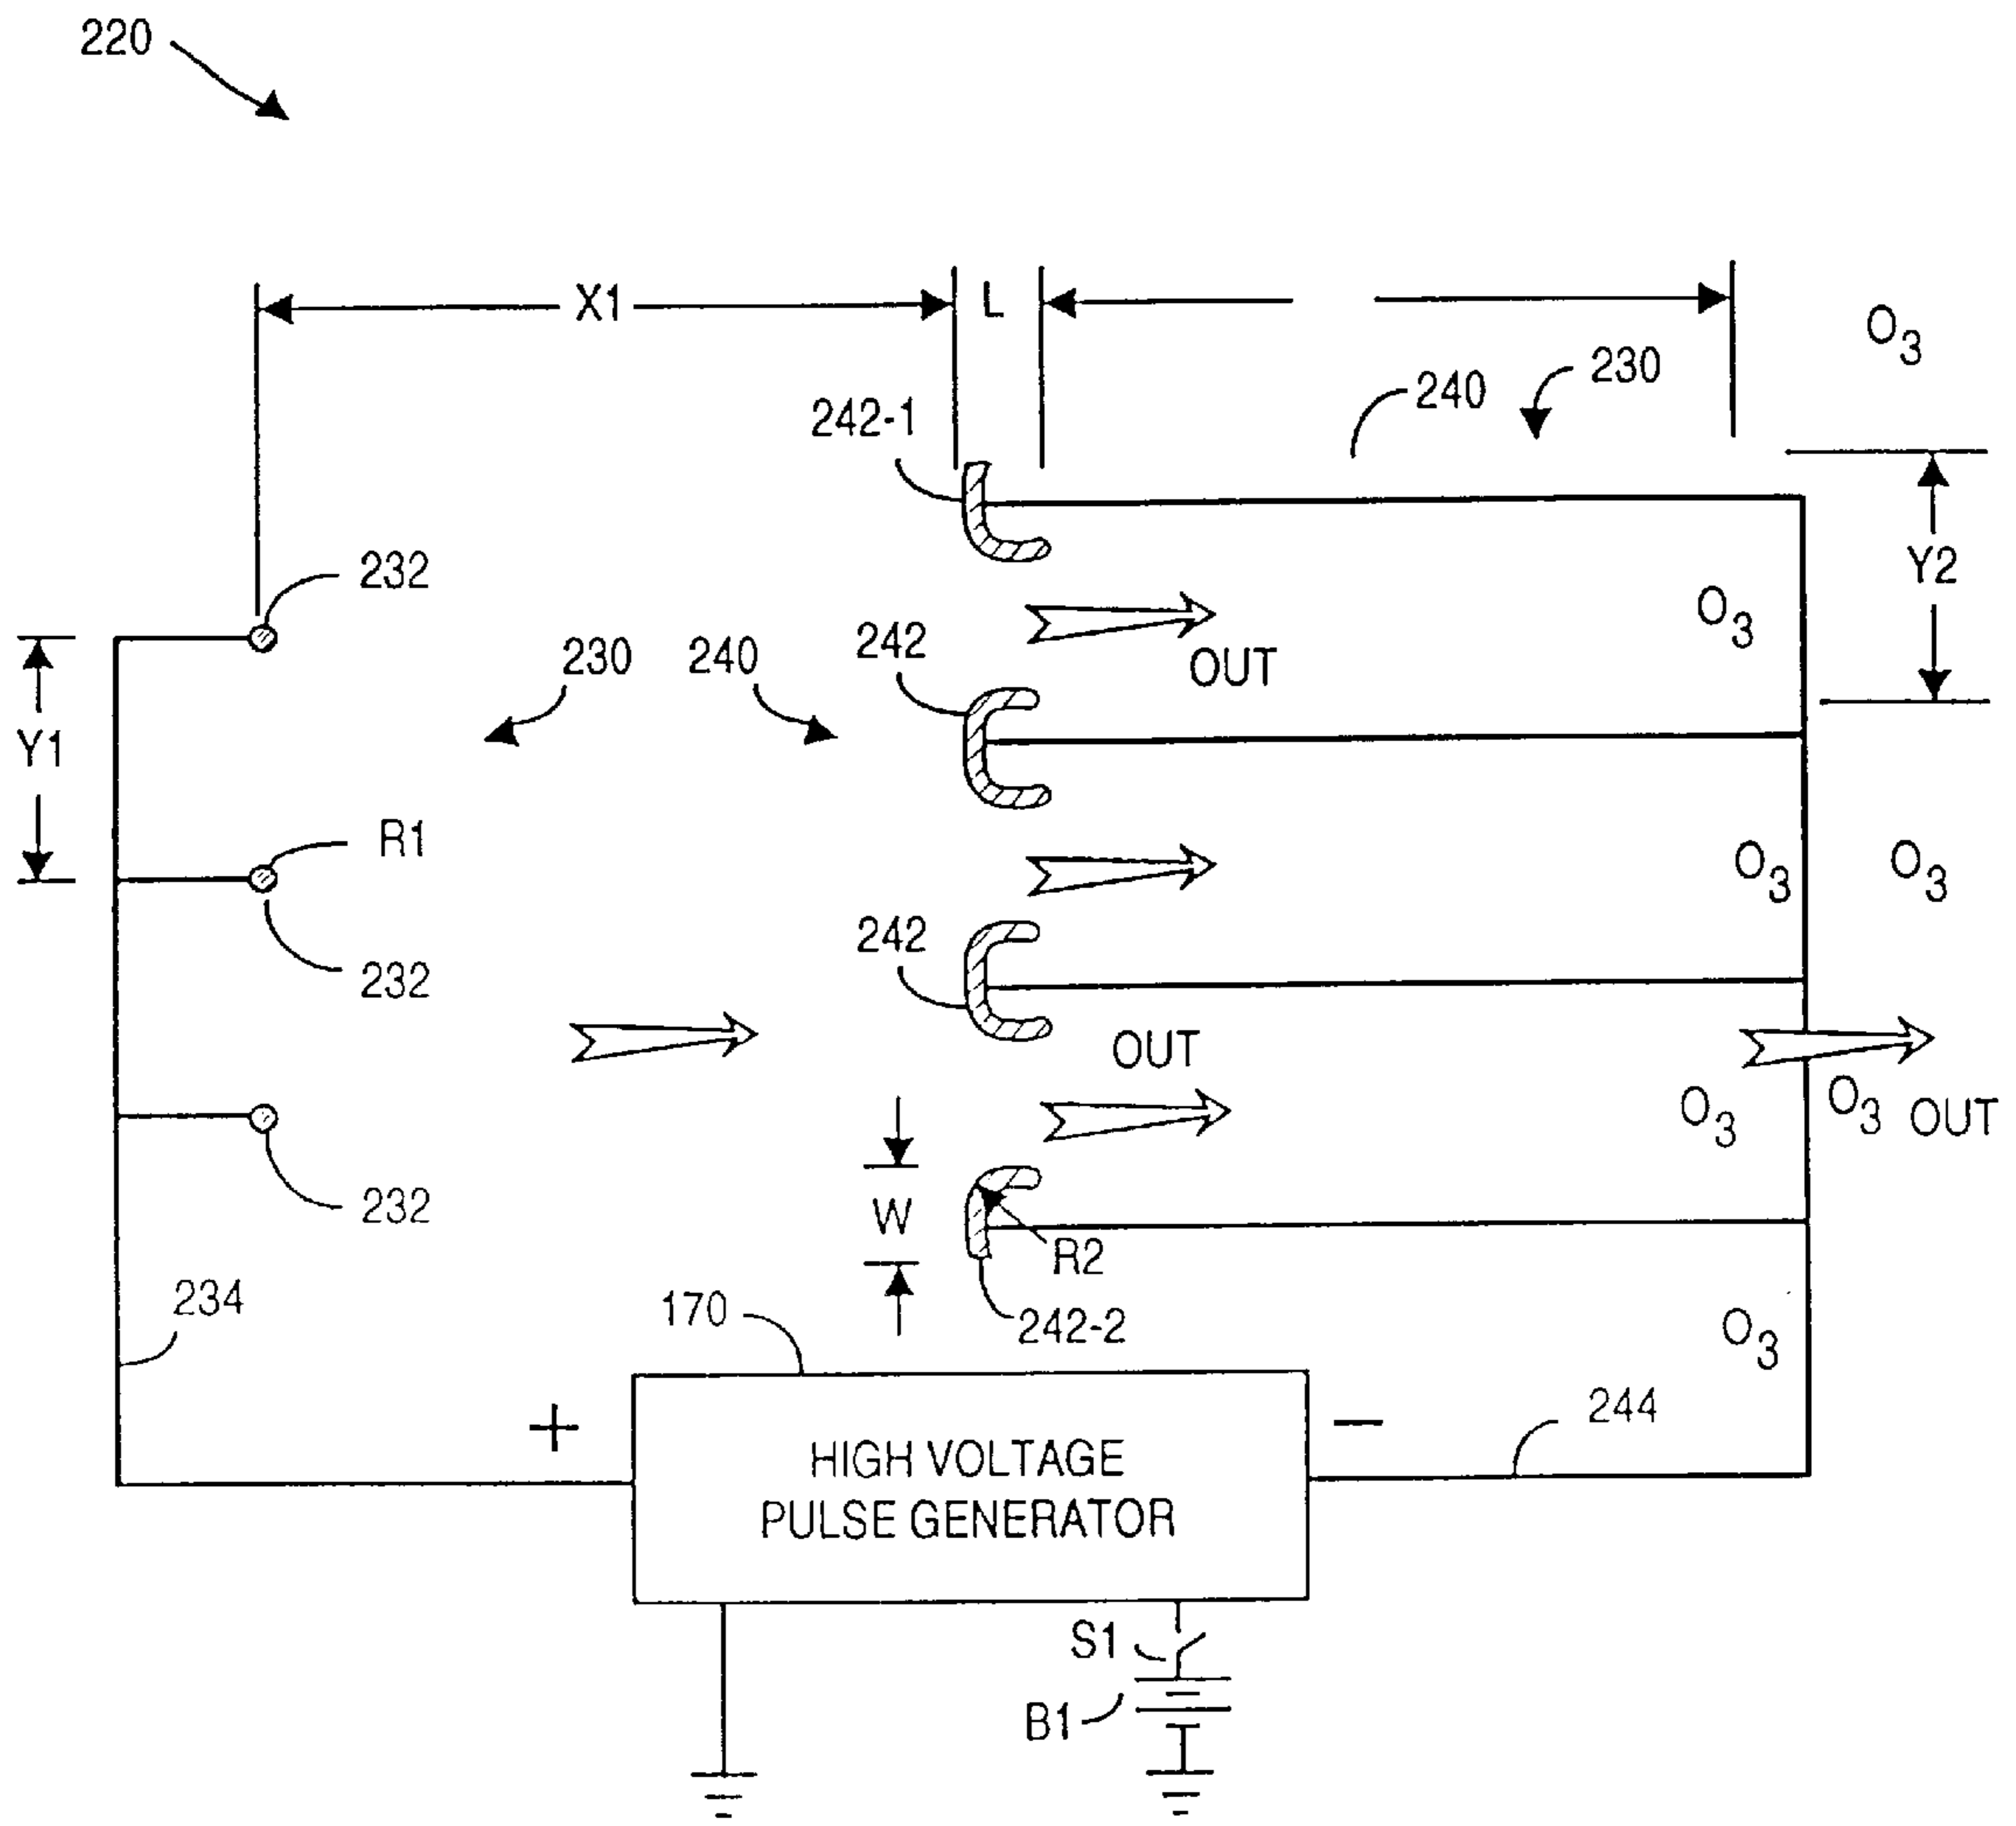 220
X1
L
O3
230
240
242-1
Y2
232
O3
230
240
242
OUT
Y1
R1
O3
O3
242
232
OUT
O3
O3
OUT
232
W
R2
234
170
242-2
O3
+
−
244
HIGH VOLTAGE
PULSE GENERATOR
S1
B1